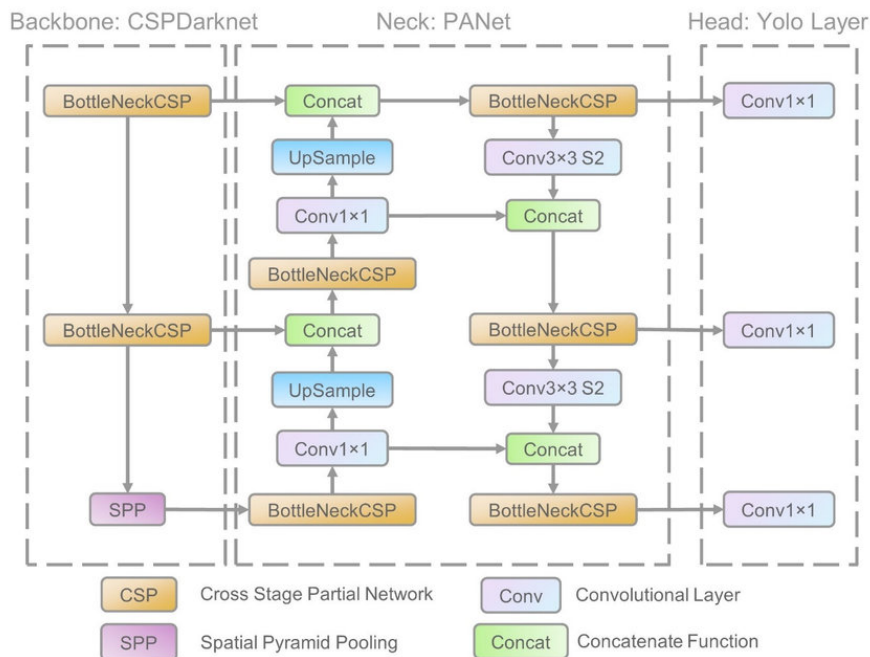 Backbone: CSPDarknet
Neck: PANet
Head: Yolo Layer
BottleNeckCSP
Concat
BottleNeckCSP
Conv1×1
UpSample
Conv3×3 S2
Conv1×1
Concat
BottleNeckCSP
BottleNeckCSP
Concat
BottleNeckCSP
Conv1×1
UpSample
Conv3×3 S2
Conv1×1
Concat
SPP
BottleNeckCSP
BottleNeckCSP
Conv1×1
CSP
Cross Stage Partial Network
Conv
Convolutional Layer
SPP
Spatial Pyramid Pooling
Concat
Concatenate Function